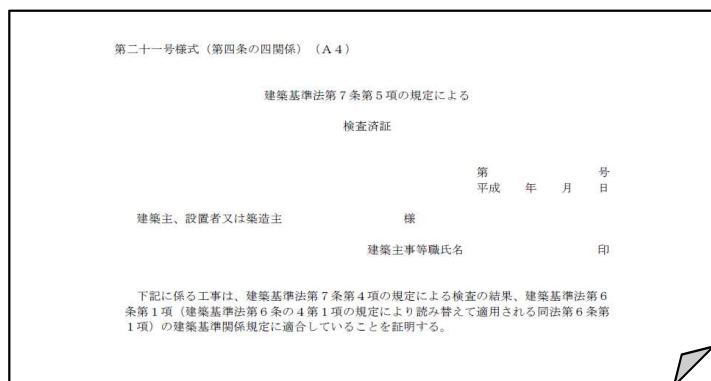 第二十一号様式（第四条の四関係）（Ａ４）
建築基準法第７条第５項の規定による
検査済証
第　　　　　　　　　号
平成　　年　　月　　日
建築主、設置者又は築造主　　　　　　　　　　　様
建築主事等職氏名　　　　　　　　　　印
下記に係る工事は、建築基準法第７条第４項の規定による検査の結果、建築基準法第６
条第１項（建築基準法第６条の４第１項の規定により読み替えて適用される同法第６条第
１項）の建築基準関係規定に適合していることを証明する。